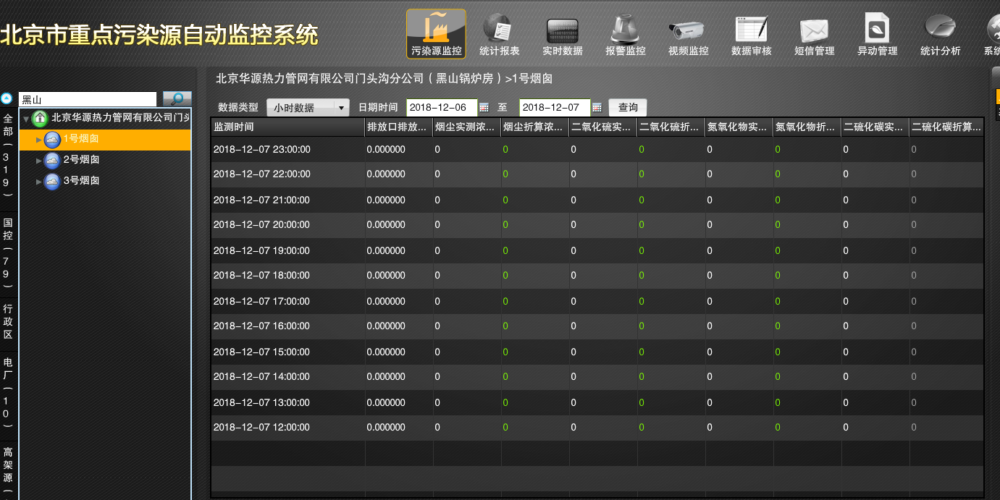 北京市重点污染源自动监控系统
污染源监控 统计报表 实时数据 报警监控 视频监控 数据审核 短信管理 异动管理 统计分析
北京华源热力管网有限公司门头沟分公司（黑山锅炉房）>1号烟囱
黑山
数据类型 小时数据 日期时间 2018-12-06 至 2018-12-07 查询
全部（319）
国控（79）
行政区
电厂（10）
高架源（
北京华源热力管网有限公司门头
1号烟囱
2号烟囱
3号烟囱
监测时间 排放口排放... 烟尘实测浓... 烟尘折算浓... 二氧化硫实... 二氧化硫折... 氮氧化物实... 氮氧化物折... 二硫化碳实... 二硫化碳折算...
2018-12-07 23:00:00 0.000000 0 0 0 0 0 0 0 0
2018-12-07 22:00:00 0.000000 0 0 0 0 0 0 0 0
2018-12-07 21:00:00 0.000000 0 0 0 0 0 0 0 0
2018-12-07 20:00:00 0.000000 0 0 0 0 0 0 0 0
2018-12-07 19:00:00 0.000000 0 0 0 0 0 0 0 0
2018-12-07 18:00:00 0.000000 0 0 0 0 0 0 0 0
2018-12-07 17:00:00 0.000000 0 0 0 0 0 0 0 0
2018-12-07 16:00:00 0.000000 0 0 0 0 0 0 0 0
2018-12-07 15:00:00 0.000000 0 0 0 0 0 0 0 0
2018-12-07 14:00:00 0.000000 0 0 0 0 0 0 0 0
2018-12-07 13:00:00 0.000000 0 0 0 0 0 0 0 0
2018-12-07 12:00:00 0.000000 0 0 0 0 0 0 0 0